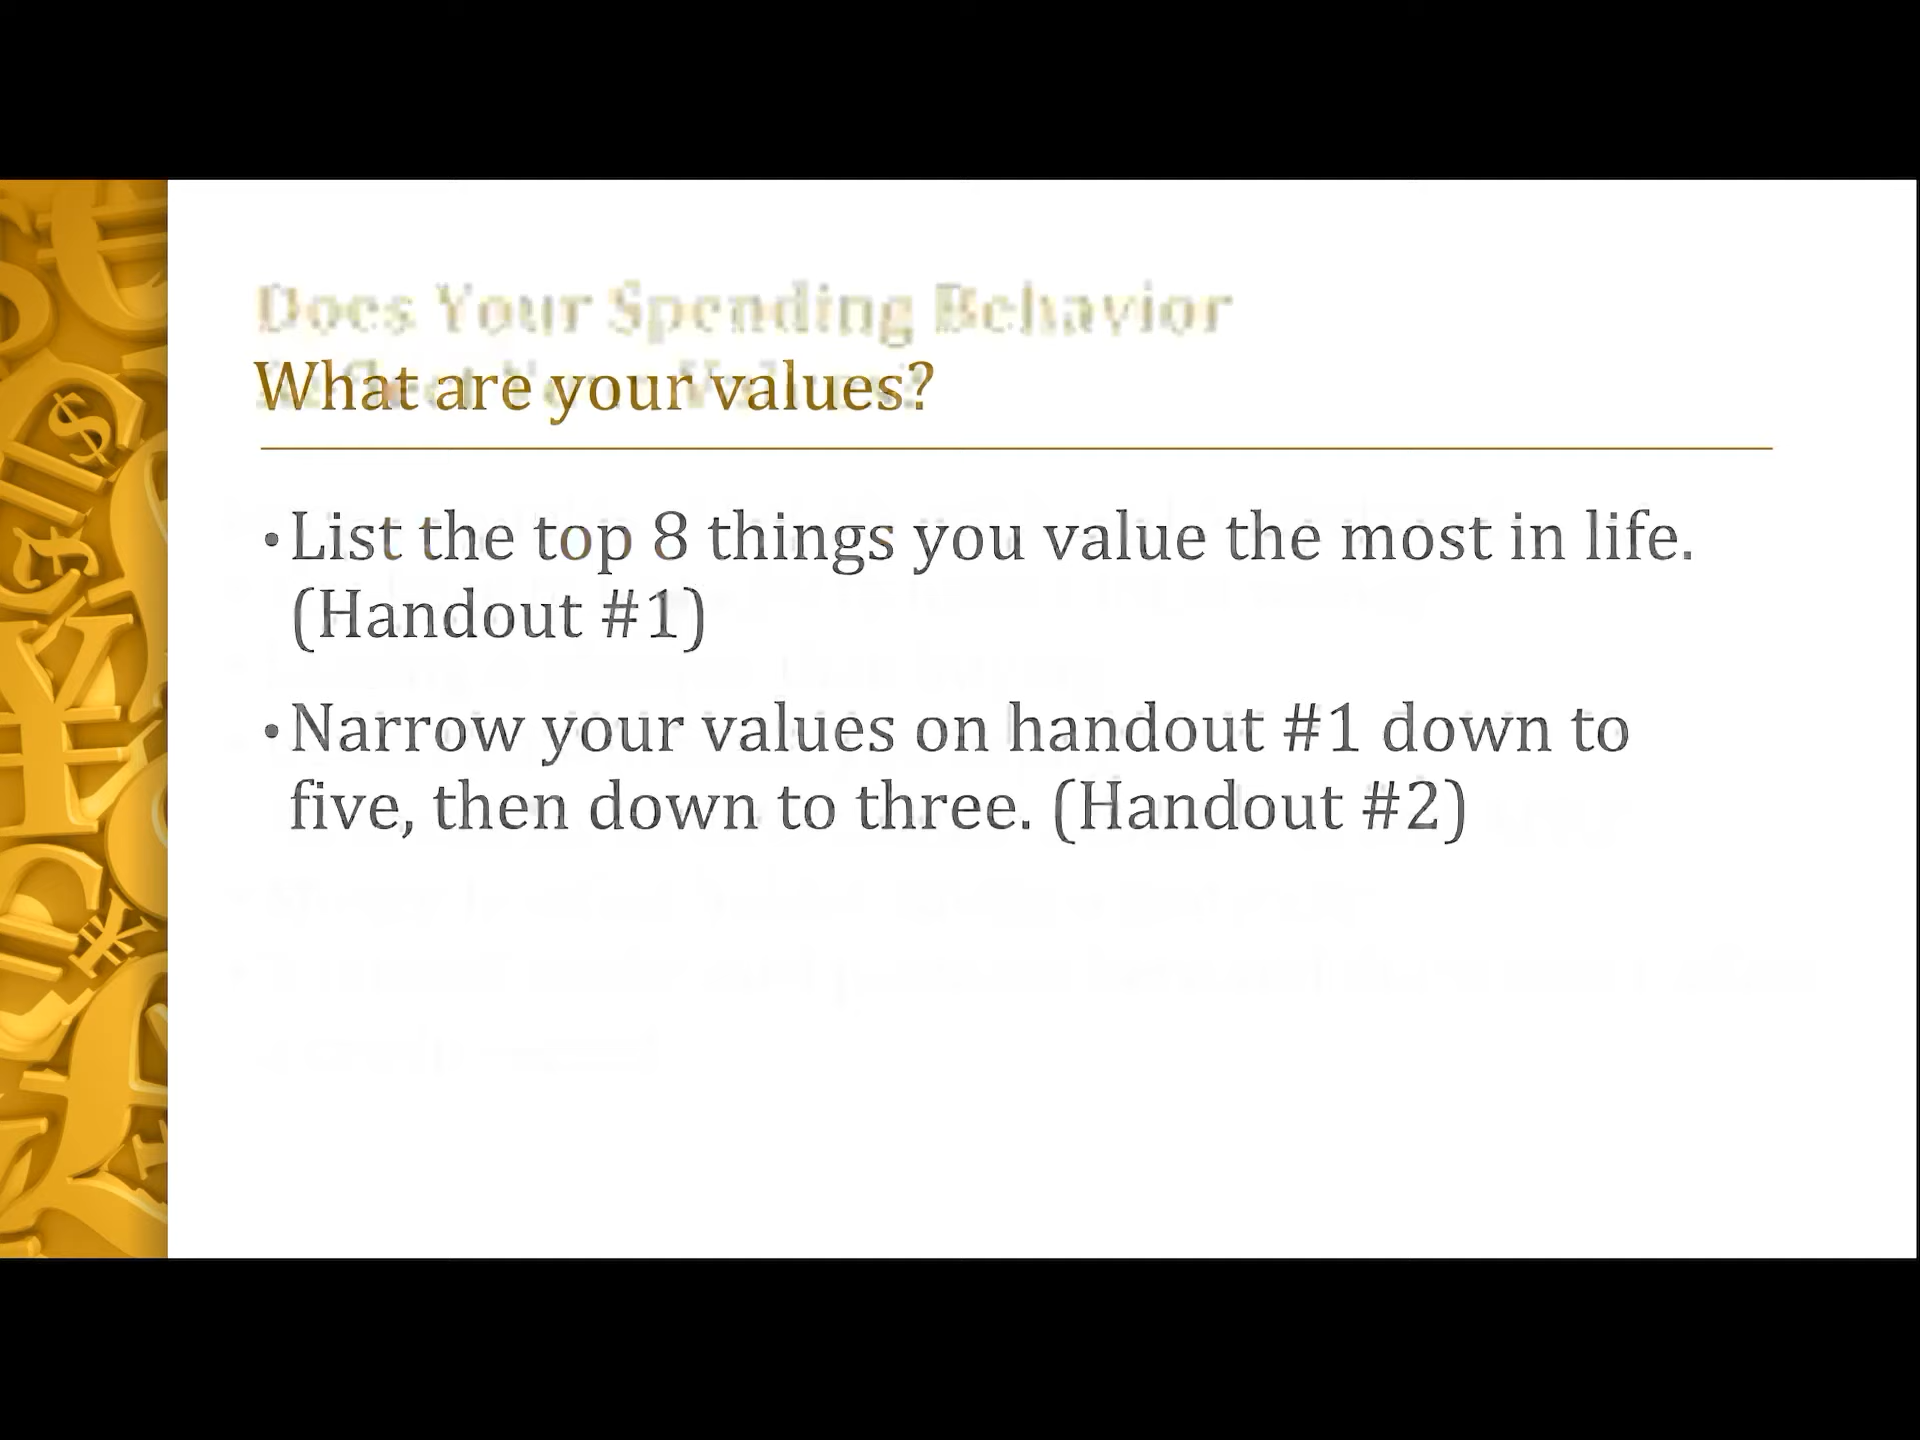 Does Your Spending Behavior
What are your values?
• List the top 8 things you value the most in life.
(Handout #1)
• Narrow your values on handout #1 down to
five, then down to three. (Handout #2)